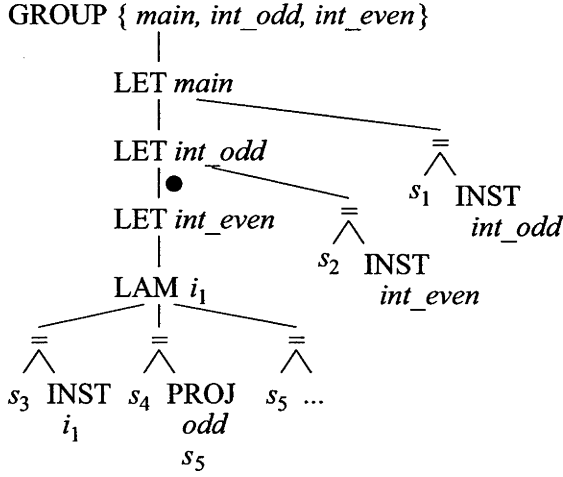 GROUP { main, int_odd, int_even}
LET main
=
LET int_odd
s1 INST
int_odd
=
LET int_even
s2 INST
int_even
LAM i1
= = =
s3 INST s4 PROJ s5 ...
i1 odd
s5